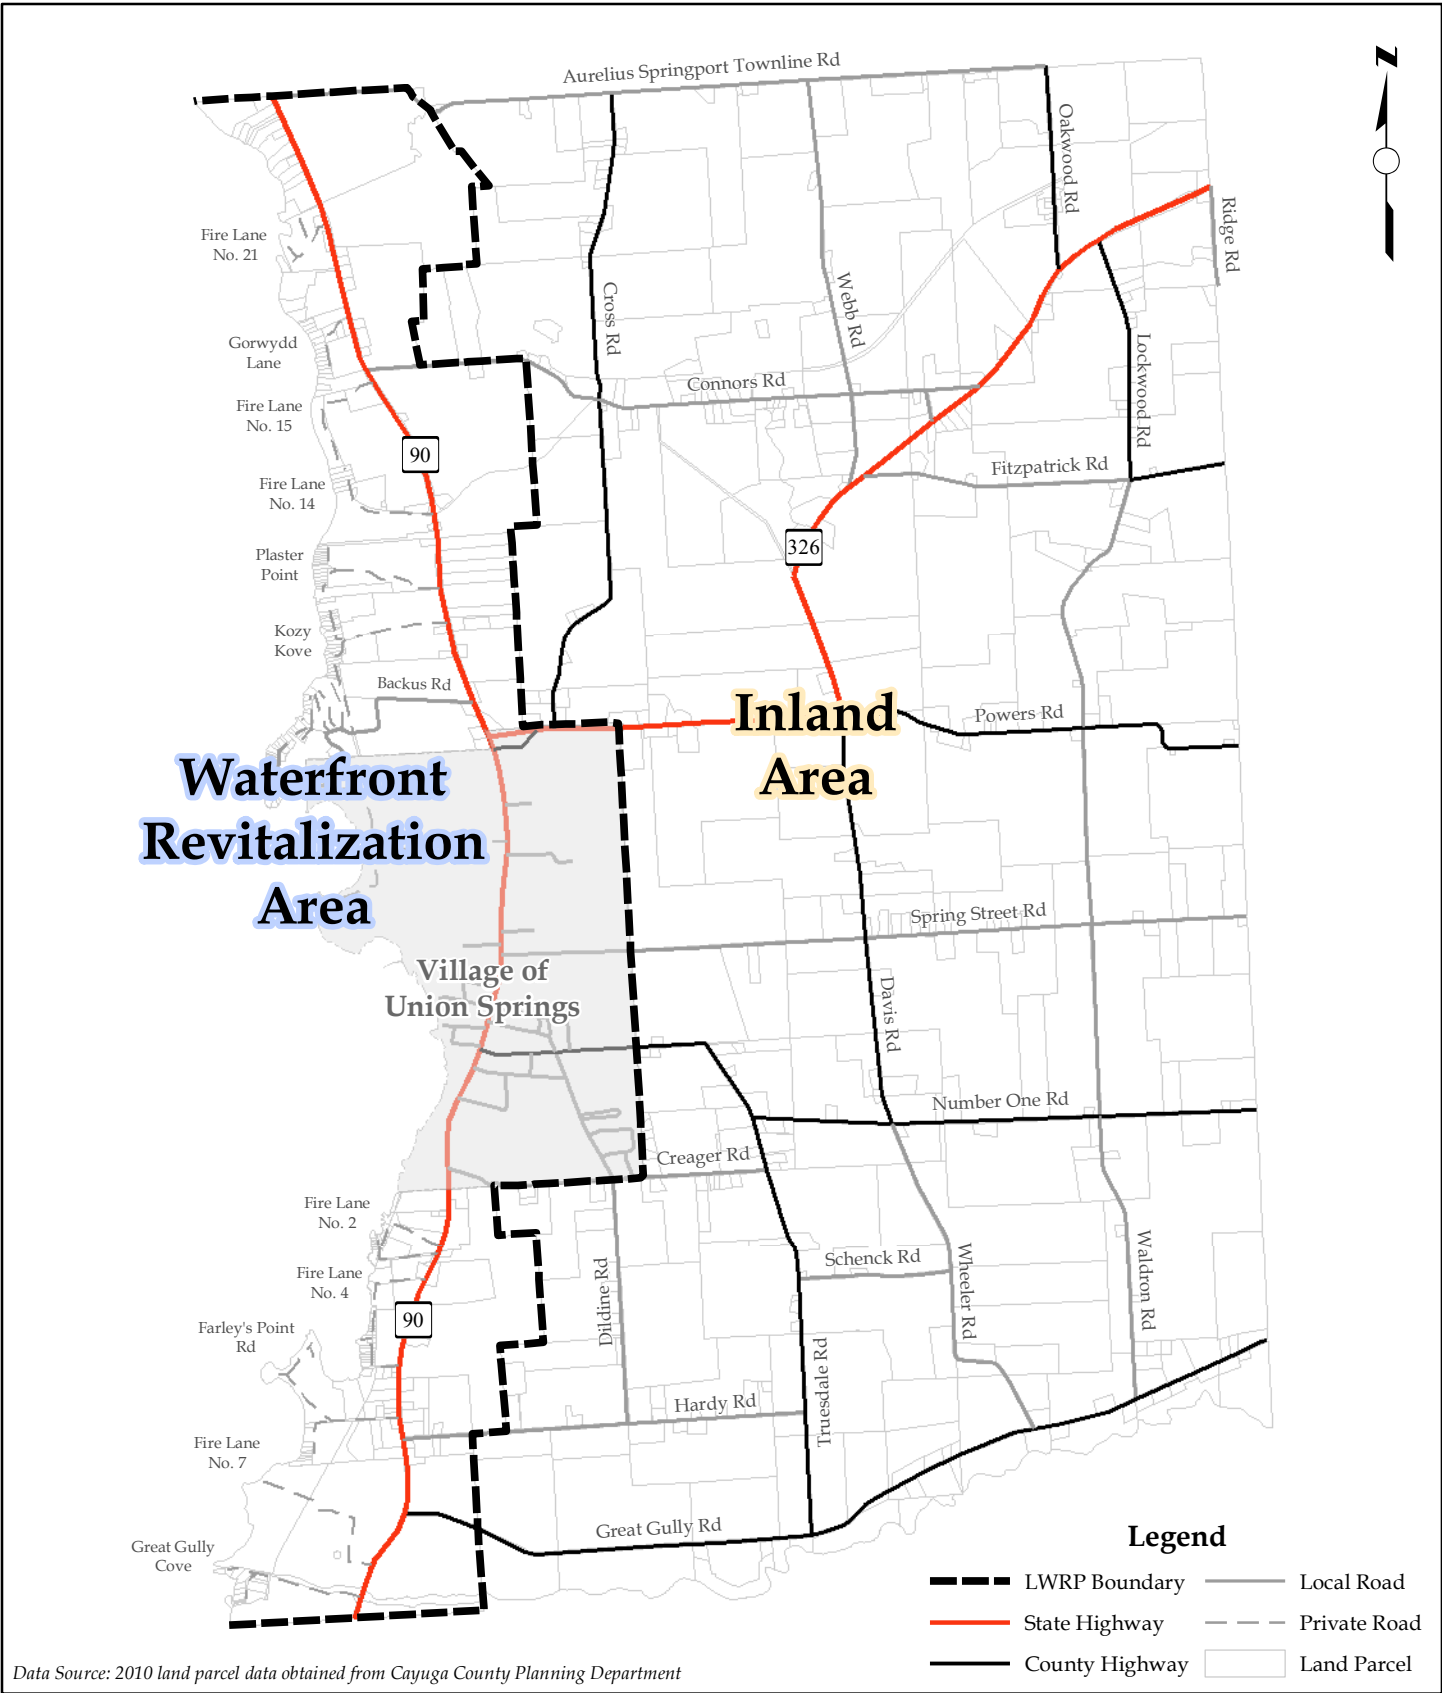 Aurelius Springport Townline Rd
N
Oakwood Rd
Ridge Rd
Fire Lane
No. 21
Cross Rd
Webb Rd
Gorwydd
Lane
Lockwood Rd
Connors Rd
Fire Lane
No. 15
90
Fitzpatrick Rd
Fire Lane
No. 14
326
Plaster
Point
Kozy
Kove
Backus Rd
Inland
Area
Powers Rd
Waterfront
Revitalization
Area
Spring Street Rd
Village of
Union Springs
Davis Rd
Number One Rd
Creager Rd
Fire Lane
No. 2
Schenck Rd
Wheeler Rd
Waldron Rd
Dildine Rd
Fire Lane
No. 4
90
Farley's Point
Rd
Truesdale Rd
Hardy Rd
Fire Lane
No. 7
Great Gully Rd
Great Gully
Cove
Legend
LWRP Boundary
Local Road
State Highway
Private Road
County Highway
Land Parcel
Data Source: 2010 land parcel data obtained from Cayuga County Planning Department